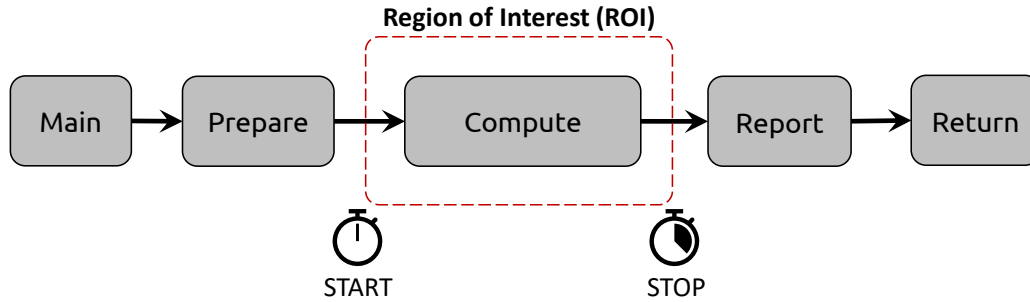 Region of Interest (ROI)
Main
Prepare
Compute
Report
Return
START
STOP